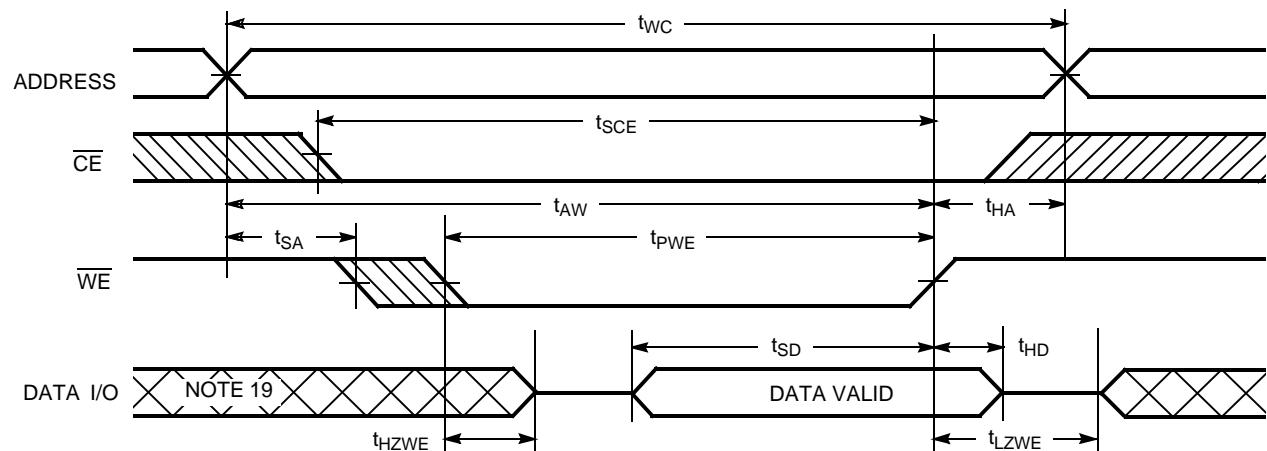 tWC
ADDRESS
tSCE
CE
tAW
tHA
tSA
tPWE
WE
tSD
tHD
DATA I/O
NOTE 19
DATA VALID
tHZWE
tLZWE